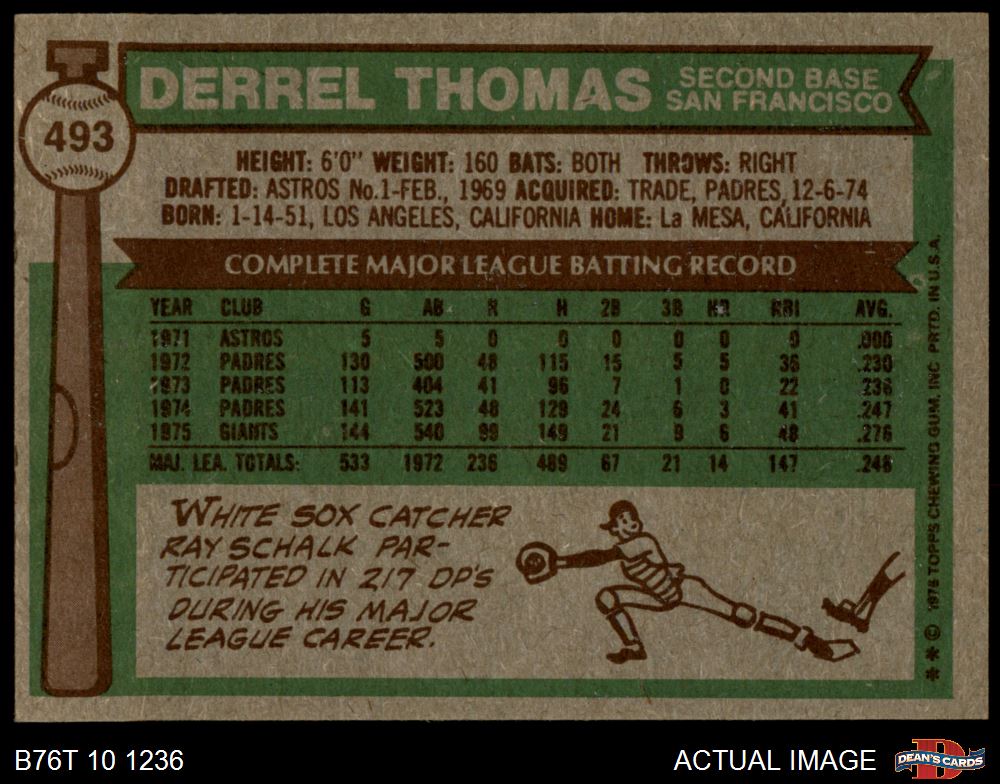 493
DERREL THOMAS SECOND BASE
SAN FRANCISCO
HEIGHT: 6'0" WEIGHT: 160 BATS: BOTH THROWS: RIGHT
DRAFTED: ASTROS No.1-FEB., 1969 ACQUIRED: TRADE, PADRES, 12-6-74
BORN: 1-14-51, LOS ANGELES, CALIFORNIA HOME: La MESA, CALIFORNIA
COMPLETE MAJOR LEAGUE BATTING RECORD
YEAR CLUB G AB R H 2B 3B HR RBI AVG.
1971 ASTROS 5 5 0 0 0 0 0 0 .000
1972 PADRES 130 500 48 115 15 5 5 36 .230
1973 PADRES 113 404 41 96 7 1 0 22 .238
1974 PADRES 141 523 48 129 24 6 3 41 .247
1975 GIANTS 144 540 99 149 21 9 6 48 .276
MAJ. LEA. TOTALS: 533 1972 236 489 67 21 14 147 .248
WHITE SOX CATCHER
RAY SCHALK PAR-
TICIPATED IN 217 DP'S
DURING HIS MAJOR
LEAGUE CAREER.
** © 1976 TOPPS CHEWING GUM, INC. PRTD. IN U.S.A.
B76T 10 1236
ACTUAL IMAGE
DEAN'S CARDS